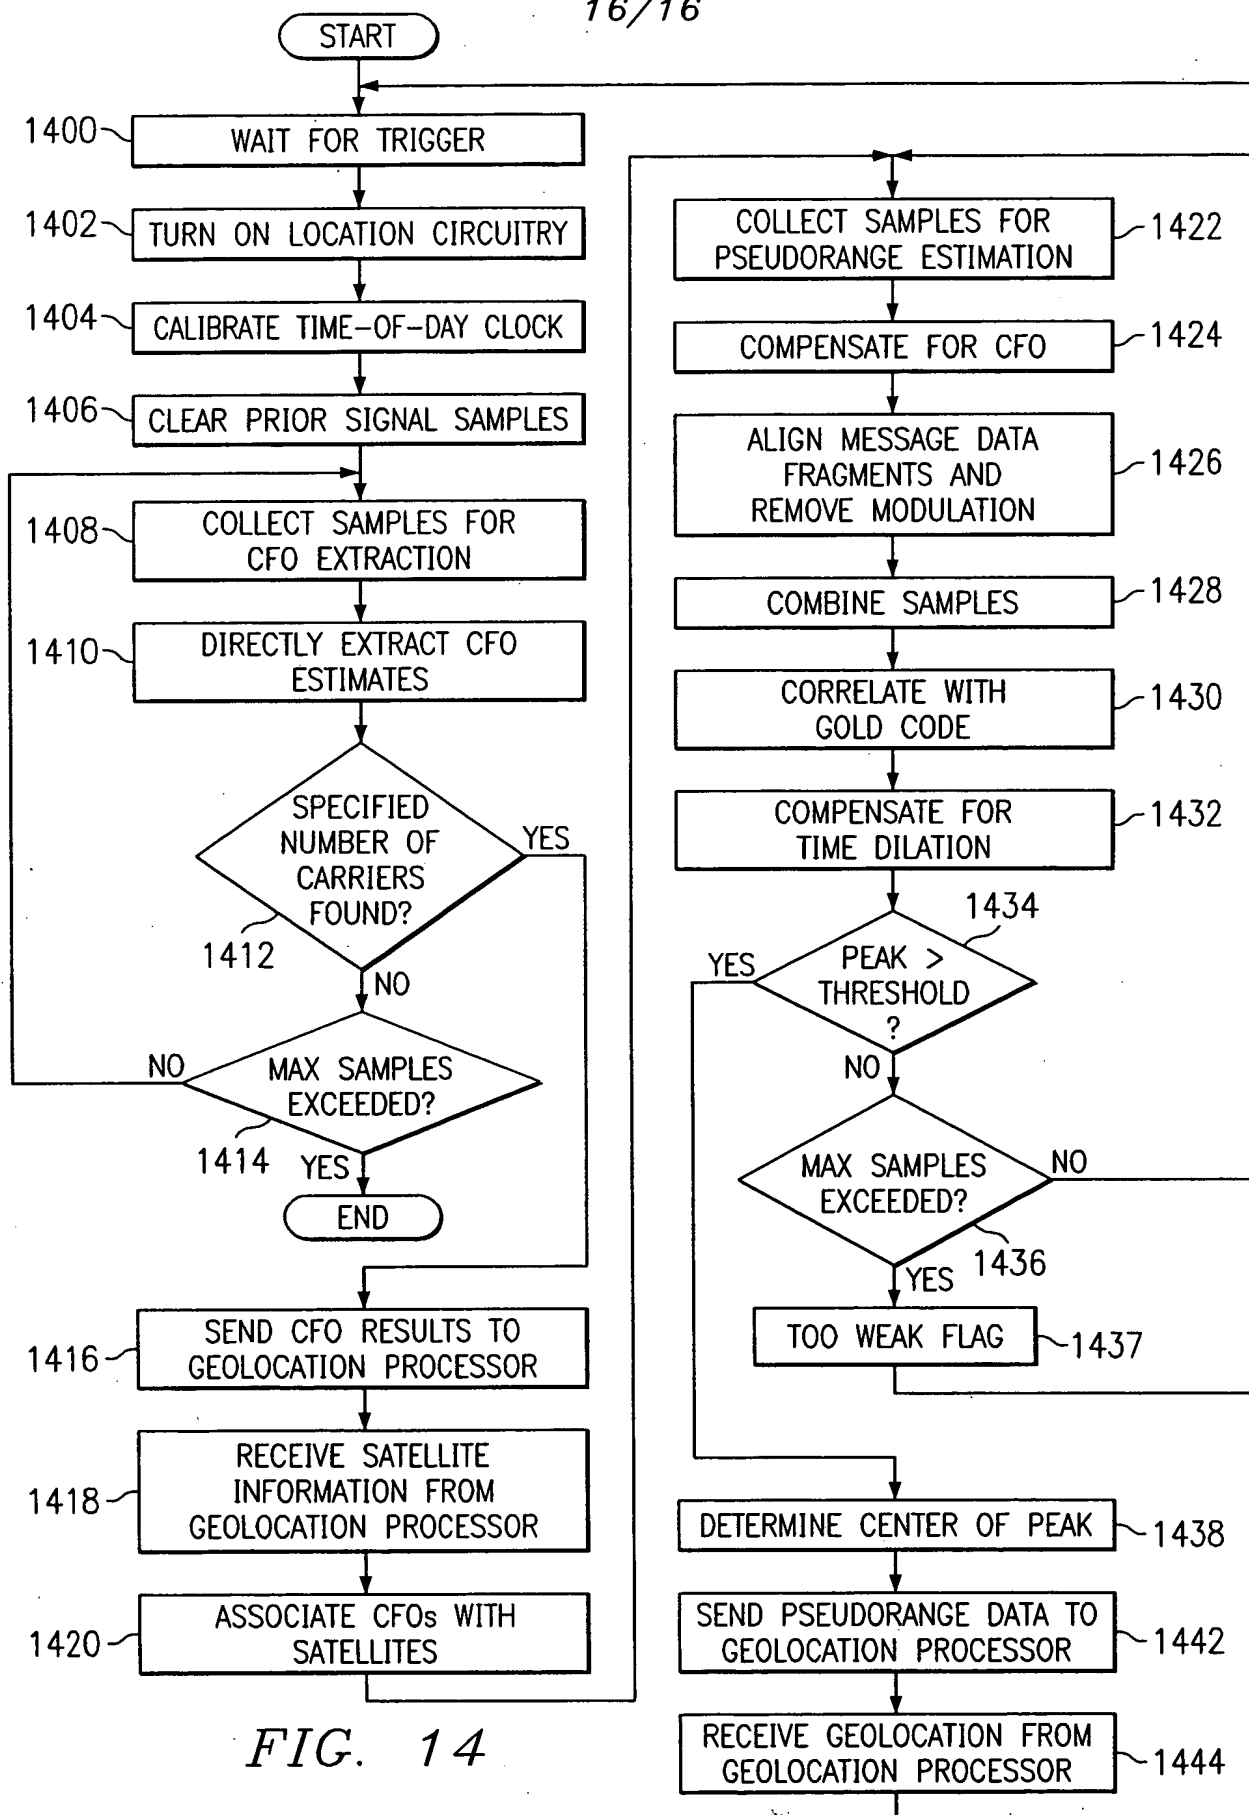 16/16
START
1400
WAIT FOR TRIGGER
1402
TURN ON LOCATION CIRCUITRY
1404
CALIBRATE TIME-OF-DAY CLOCK
1406
CLEAR PRIOR SIGNAL SAMPLES
1408
COLLECT SAMPLES FOR
CFO EXTRACTION
1410
DIRECTLY EXTRACT CFO
ESTIMATES
SPECIFIED
NUMBER OF
CARRIERS
FOUND?
YES
1412
NO
NO
MAX SAMPLES
EXCEEDED?
1414
YES
END
1416
SEND CFO RESULTS TO
GEOLOCATION PROCESSOR
1418
RECEIVE SATELLITE
INFORMATION FROM
GEOLOCATION PROCESSOR
1420
ASSOCIATE CFOs WITH
SATELLITES
COLLECT SAMPLES FOR
PSEUDORANGE ESTIMATION
1422
COMPENSATE FOR CFO
1424
ALIGN MESSAGE DATA
FRAGMENTS AND
REMOVE MODULATION
1426
COMBINE SAMPLES
1428
CORRELATE WITH
GOLD CODE
1430
COMPENSATE FOR
TIME DILATION
1432
1434
YES
PEAK >
THRESHOLD
?
NO
MAX SAMPLES
EXCEEDED?
NO
1436
YES
TOO WEAK FLAG
1437
DETERMINE CENTER OF PEAK
1438
SEND PSEUDORANGE DATA TO
GEOLOCATION PROCESSOR
1442
RECEIVE GEOLOCATION FROM
GEOLOCATION PROCESSOR
1444
FIG. 14